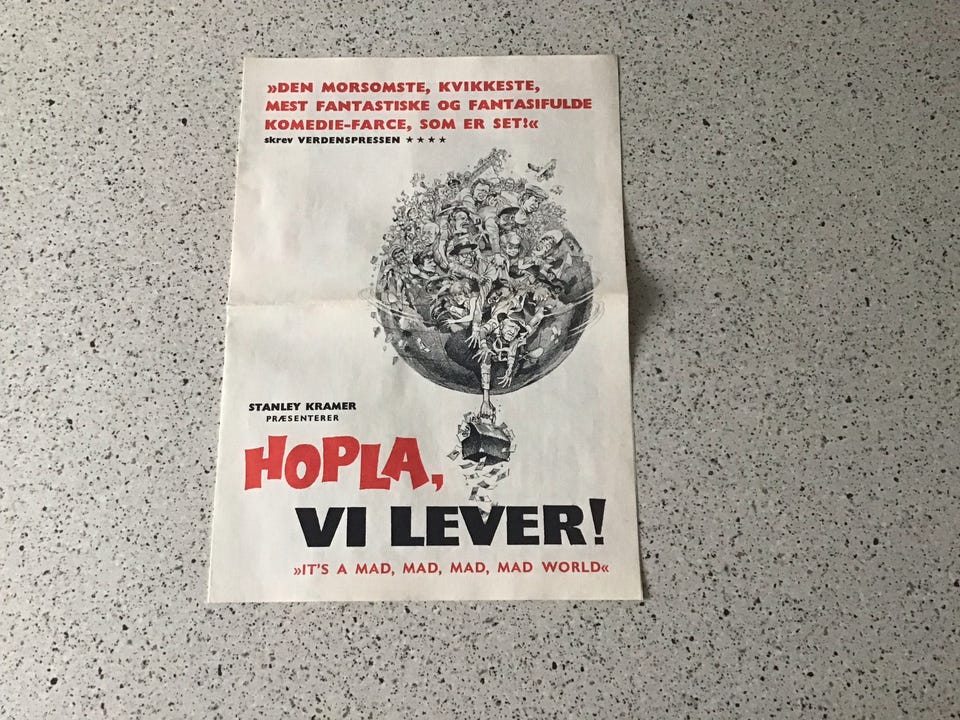 »DEN MORSOMSTE, KVIKKESTE,
MEST FANTASTISKE OG FANTASIFULDE
KOMEDIE-FARCE, SOM ER SET!«
skrev VERDENSPRESSEN ★★★★
STANLEY KRAMER
PRÆSENTERER
HOPLA,
VI LEVER!
»IT'S A MAD, MAD, MAD, MAD WORLD«